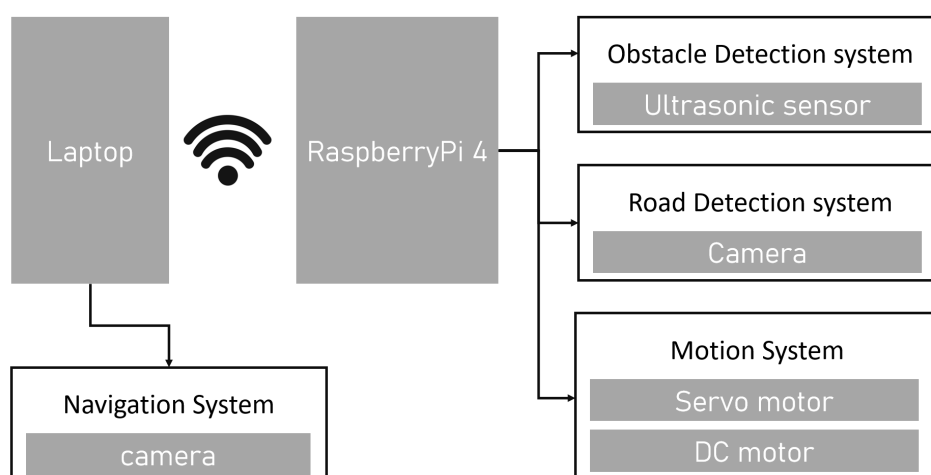 Laptop
RaspberryPi 4
Obstacle Detection system
Ultrasonic sensor
Road Detection system
Camera
Motion System
Servo motor
DC motor
Navigation System
camera